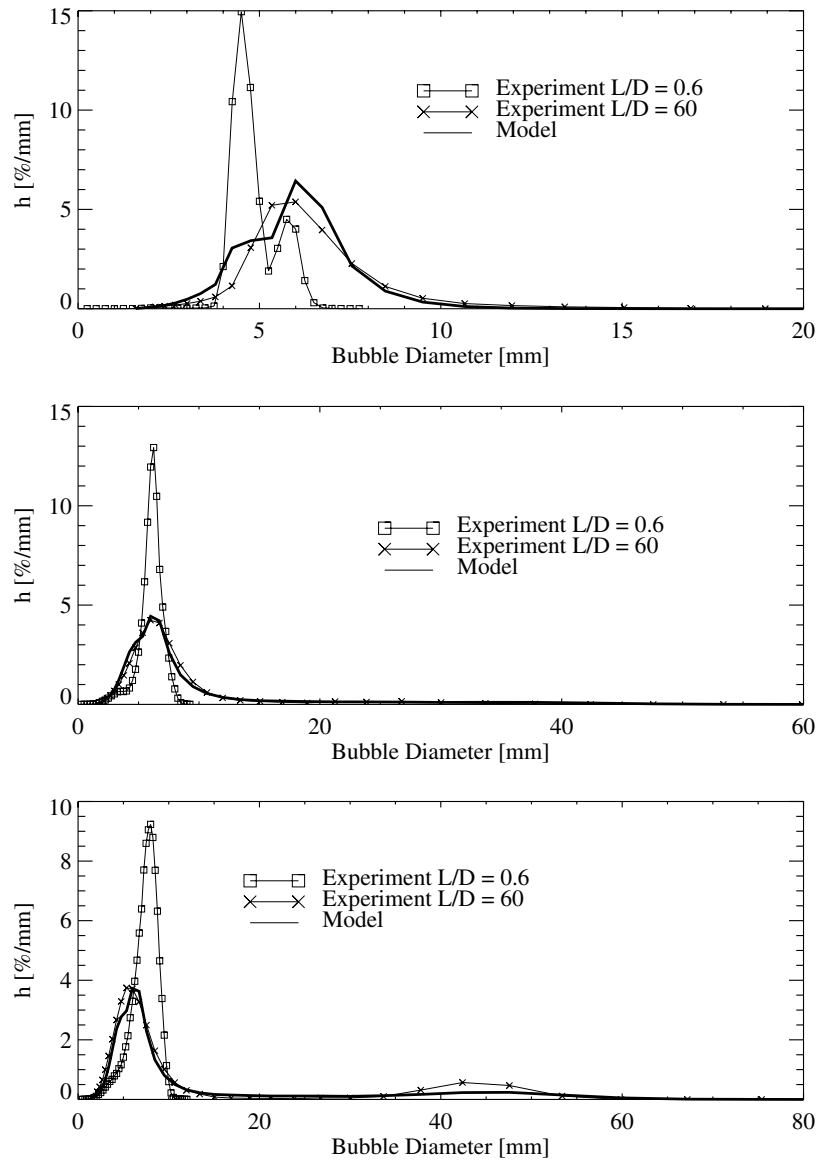 15
10
5
0
h [%/mm]
Experiment L/D = 0.6
Experiment L/D = 60
Model
0 5 10 15 20
Bubble Diameter [mm]
15
10
5
0
h [%/mm]
Experiment L/D = 0.6
Experiment L/D = 60
Model
0 20 40 60
Bubble Diameter [mm]
10
8
6
4
2
0
h [%/mm]
Experiment L/D = 0.6
Experiment L/D = 60
Model
0 20 40 60 80
Bubble Diameter [mm]